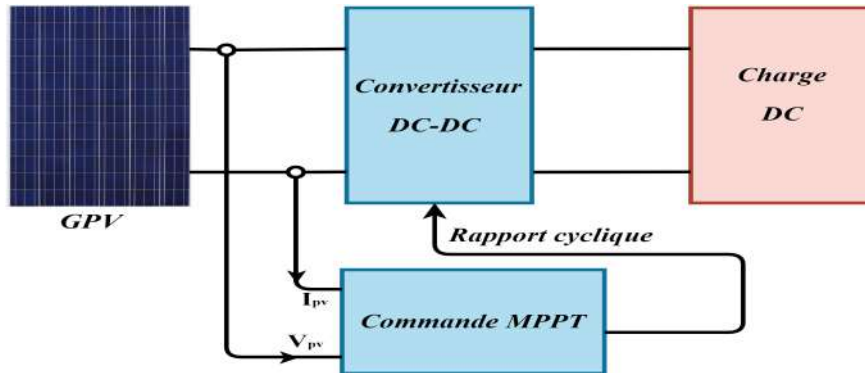 Convertisseur
DC-DC
Charge
DC
GPV
Rapport cyclique
Ipv
Commande MPPT
Vpv